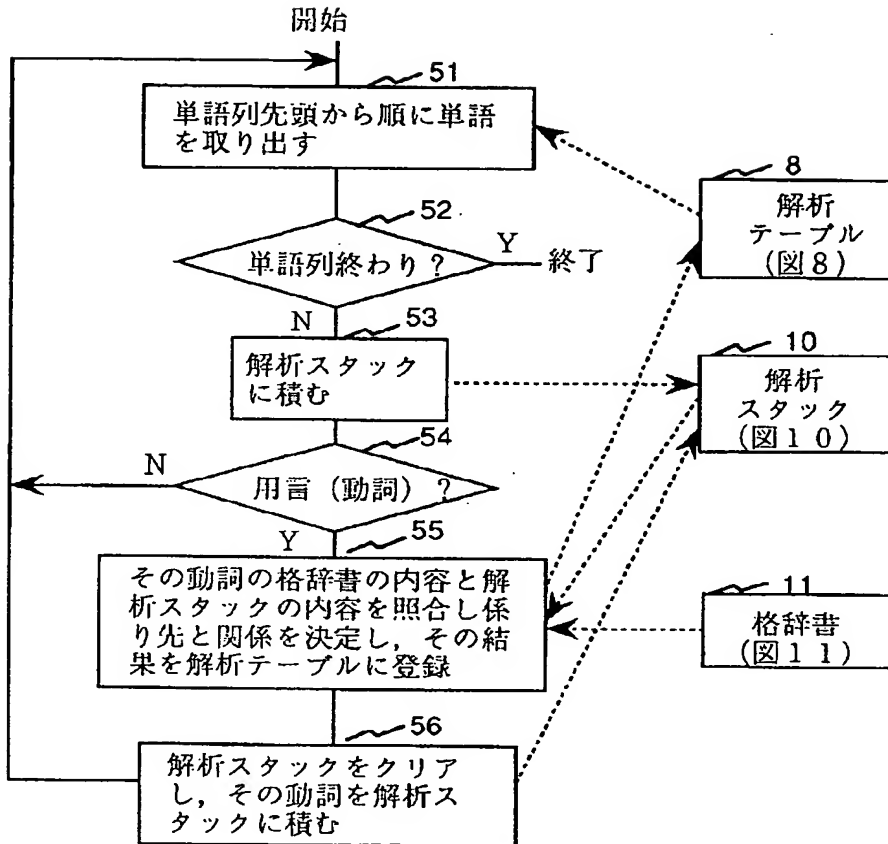 開始
51
単語列先頭から順に単語
を取り出す
52
単語列終わり?
Y
終了
N
53
解析スタック
に積む
54
N
用言(動詞)?
Y
55
その動詞の格辞書の内容と解
析スタックの内容を照合し係
り先と関係を決定し,その結
果を解析テーブルに登録
56
解析スタックをクリア
し,その動詞を解析ス
タックに積む
8
解析
テーブル
(図8)
10
解析
スタック
(図10)
11
格辞書
(図11)